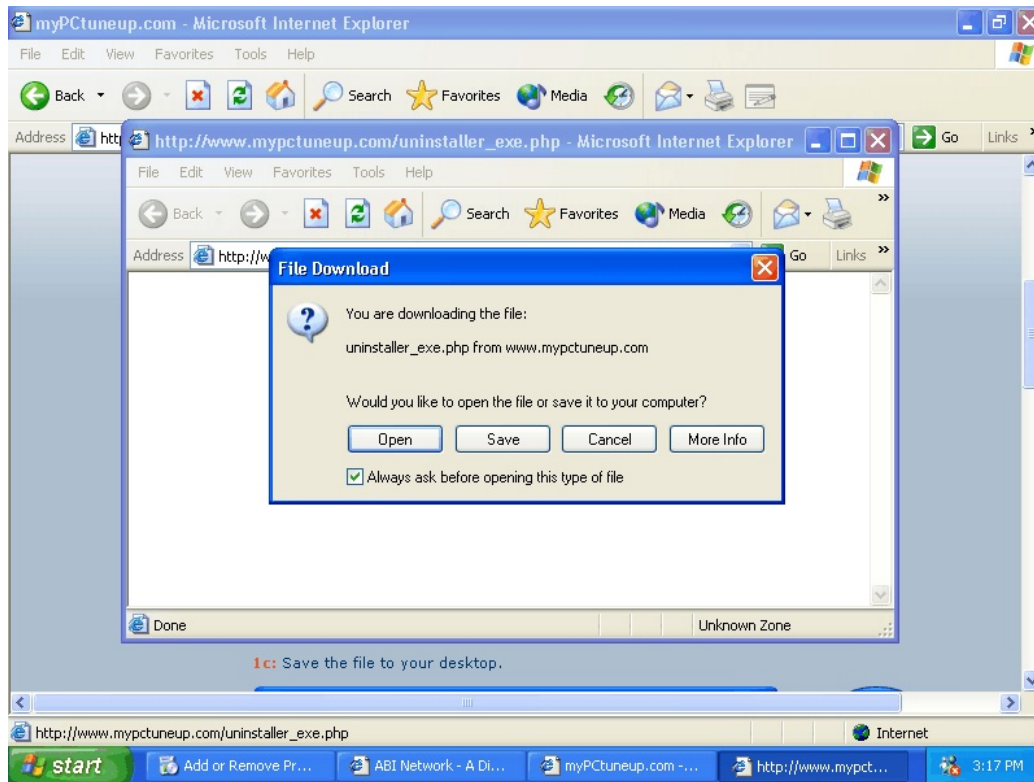 myPCtuneup.com - Microsoft Internet Explorer
File Edit View Favorites Tools Help
Back Search Favorites Media
Address htt Go Links
http://www.mypctuneup.com/uninstaller_exe.php - Microsoft Internet Explorer
File Edit View Favorites Tools Help
Back Search Favorites Media
Address http://w Go Links
File Download
You are downloading the file:
uninstaller_exe.php from www.mypctuneup.com
Would you like to open the file or save it to your computer?
Open Save Cancel More Info
Always ask before opening this type of file
Done Unknown Zone
1c: Save the file to your desktop.
http://www.mypctuneup.com/uninstaller_exe.php Internet
start Add or Remove Pr... ABI Network - A Di... myPCtuneup.com -... http://www.mypct... 3:17 PM